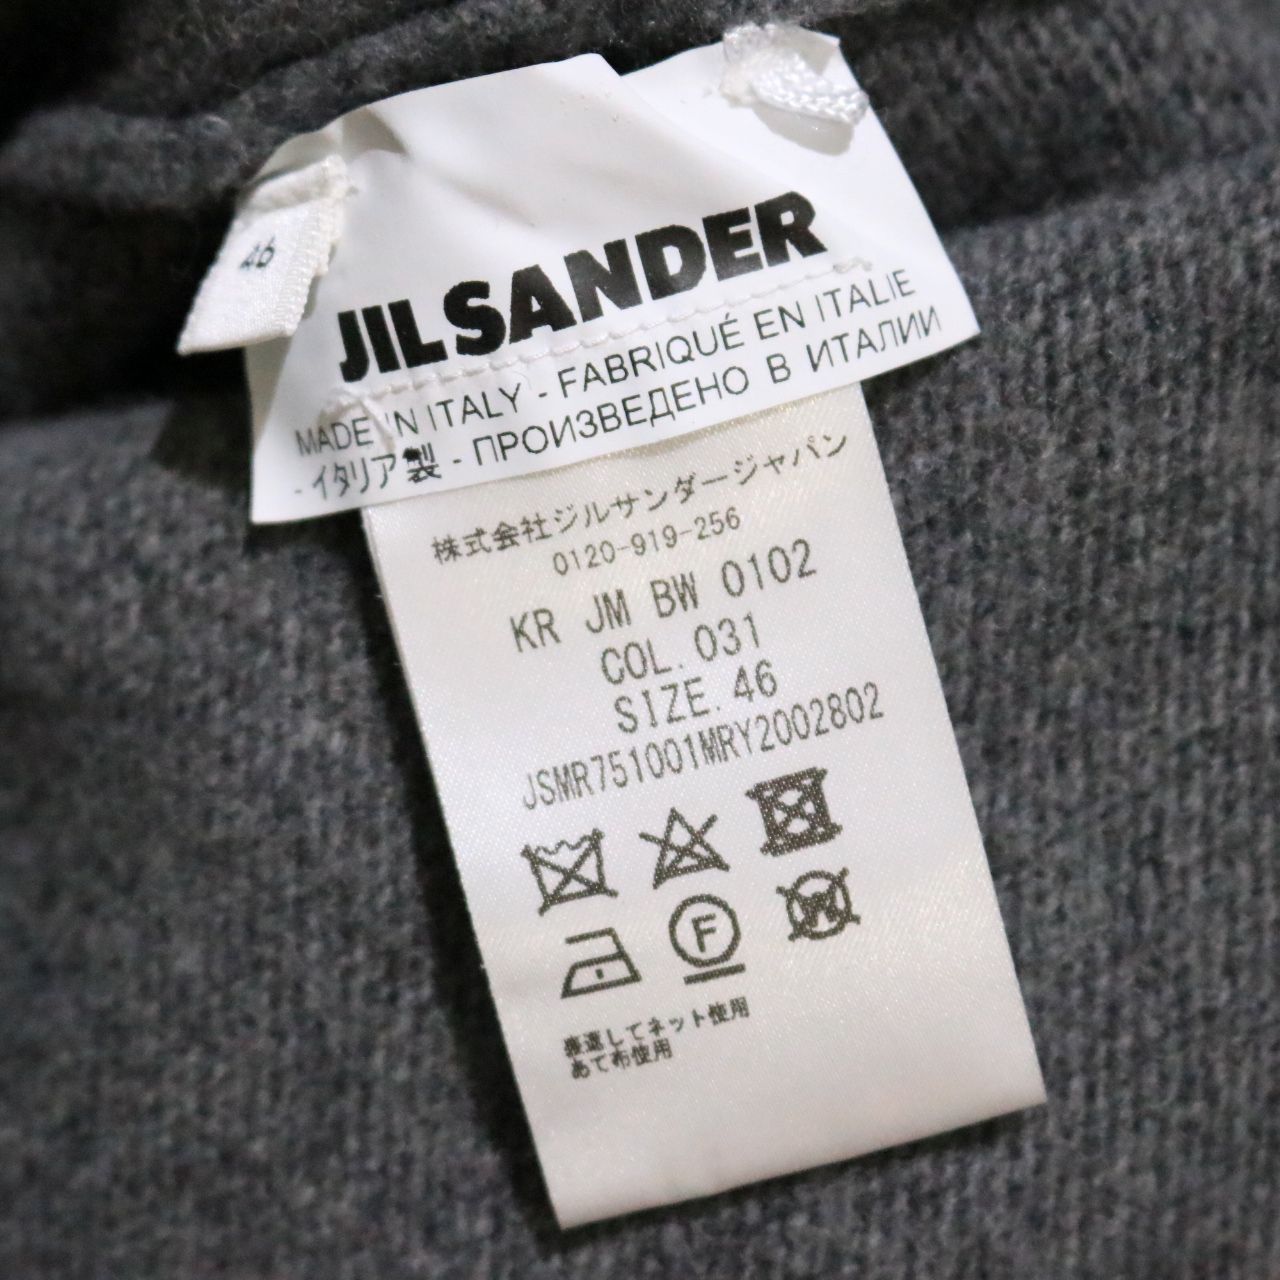 46
JIL SANDER
MADE IN ITALY - FABRIQUÉ EN ITALIE
- イタリア製 - ПРОИЗВЕДЕНО В ИТАЛИИ
株式会社ジルサンダージャパン
0120-919-256
KR JM BW 0102
COL. 031
SIZE. 46
JSMR751001MRY2002802
F
裏返してネット使用
あて布使用